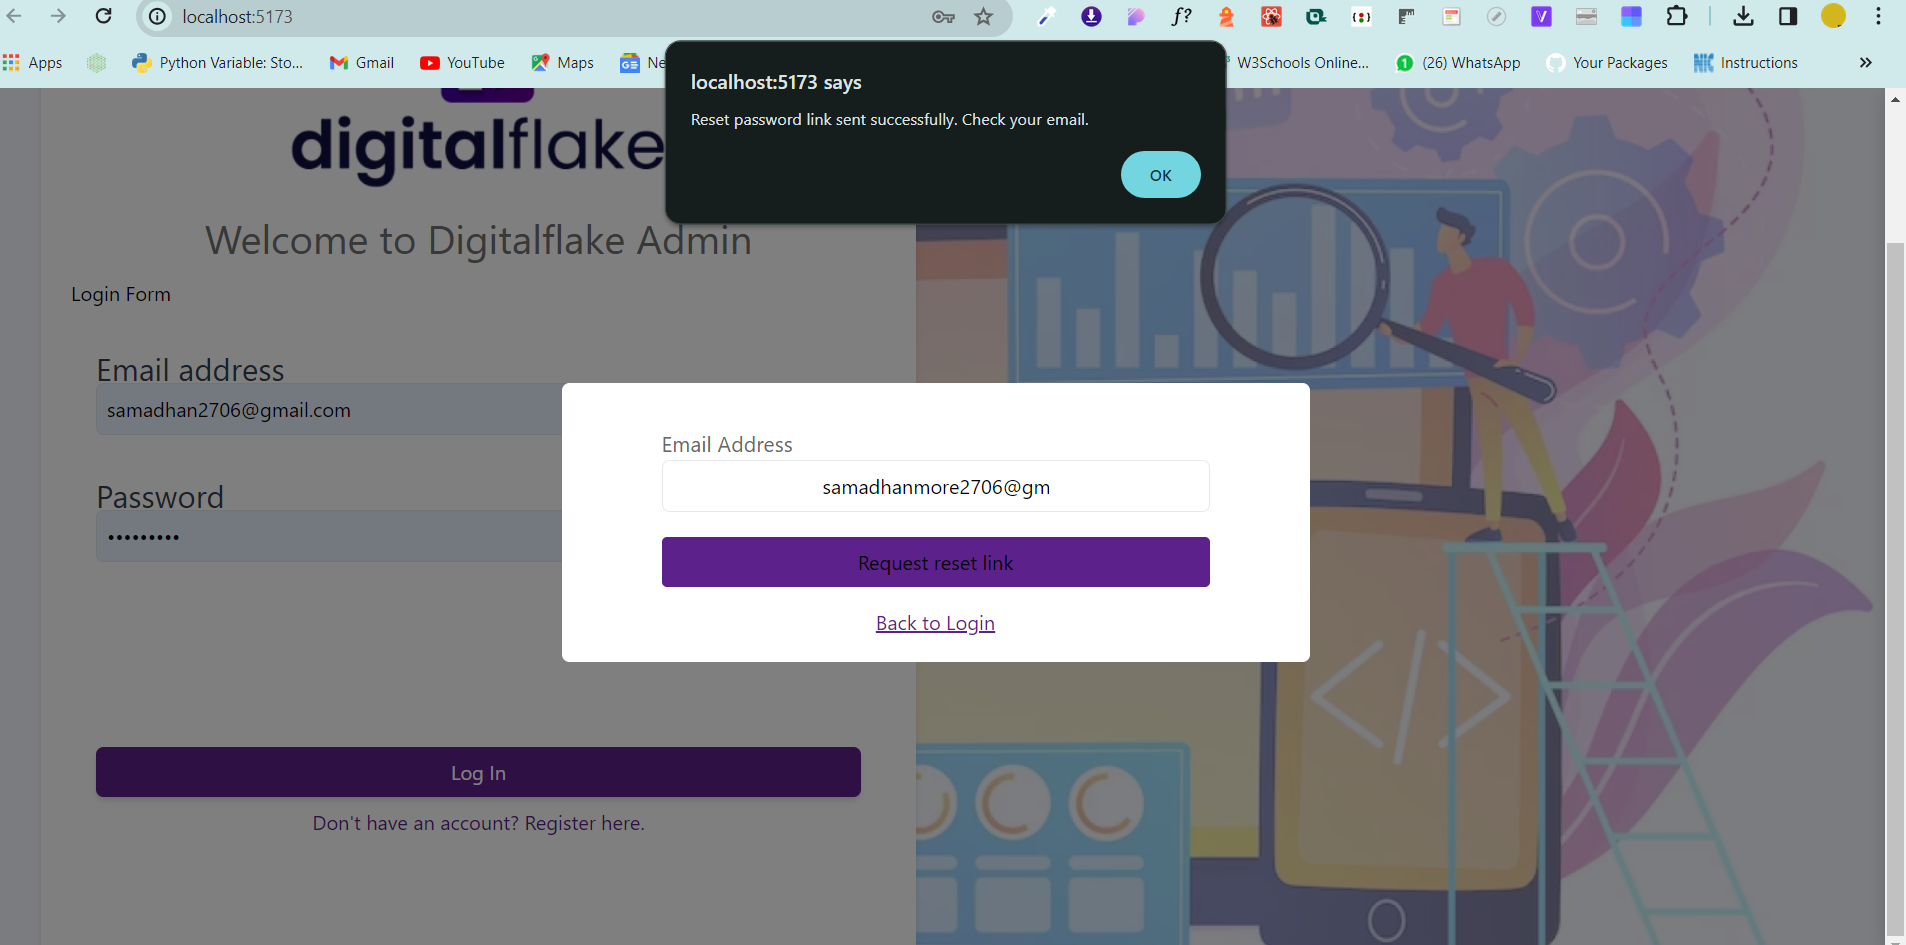 localhost:5173
f?
V
Apps
Python Variable: Sto...
Gmail
YouTube
Maps
GE
Ne
W3Schools Online...
1
(26) WhatsApp
Your Packages
Instructions
»
localhost:5173 says
Reset password link sent successfully. Check your email.
OK
digitalflake
Welcome to Digitalflake Admin
Login Form
Email address
samadhan2706@gmail.com
Password
•••••••••
Email Address
samadhanmore2706@gm
Request reset link
Back to Login
Log In
Don't have an account? Register here.
</>